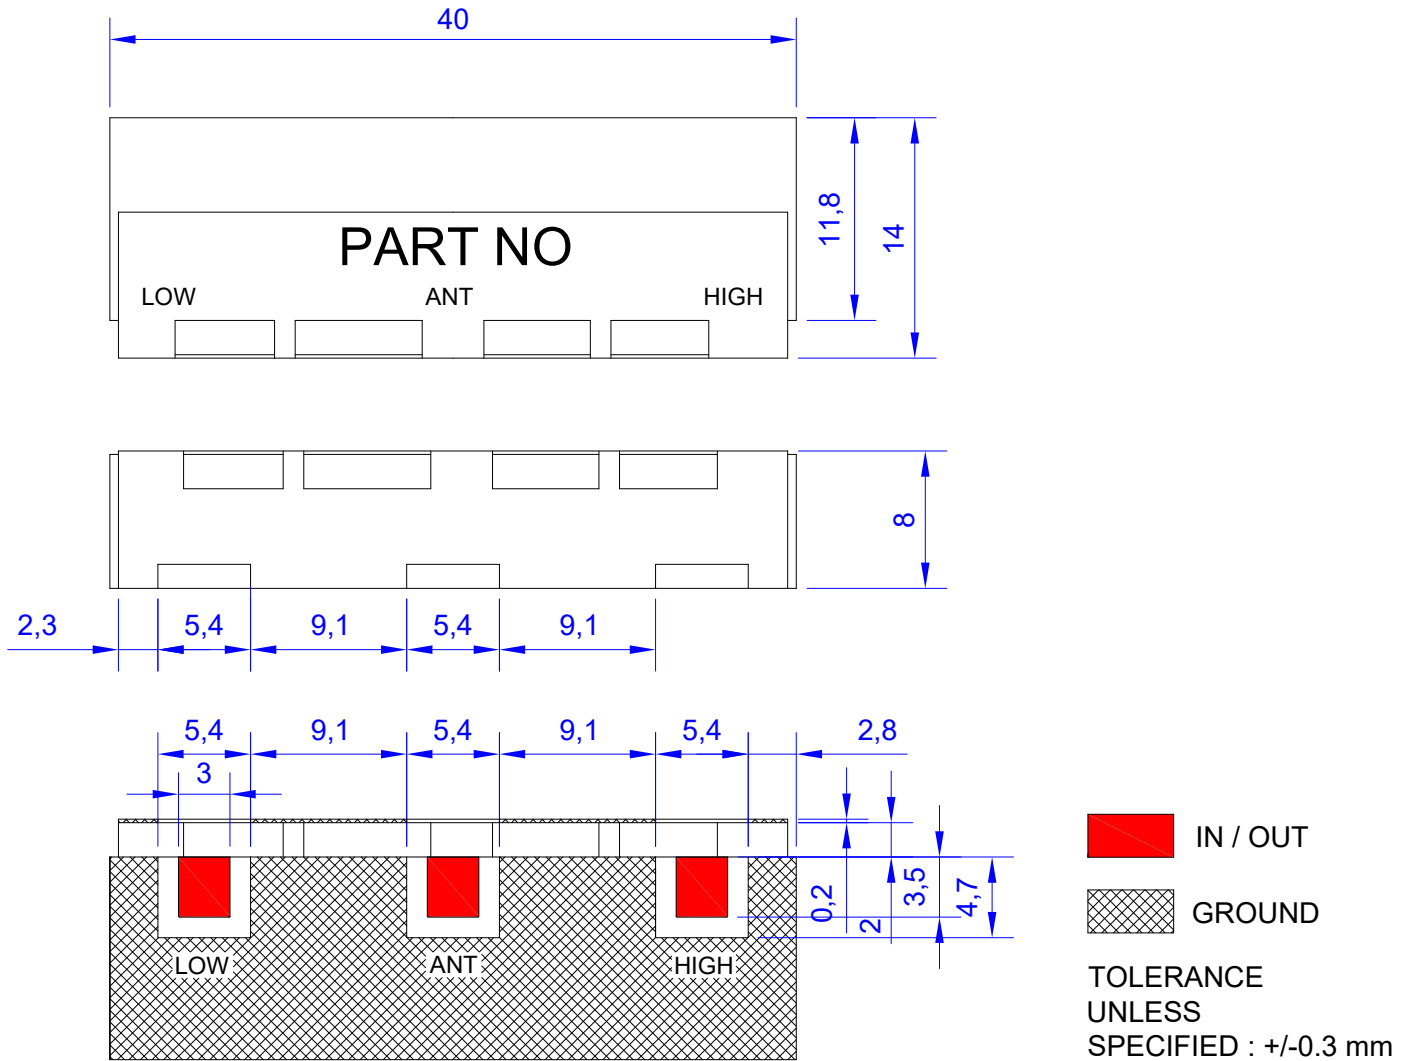 40
11,8
14
PART NO
LOW ANT HIGH
8
2,3 5,4 9,1 5,4 9,1
5,4 9,1 5,4 9,1 5,4 2,8
3
0,2 2 3,5 4,7
LOW ANT HIGH
IN / OUT
GROUND
TOLERANCE
UNLESS
SPECIFIED : +/-0.3 mm